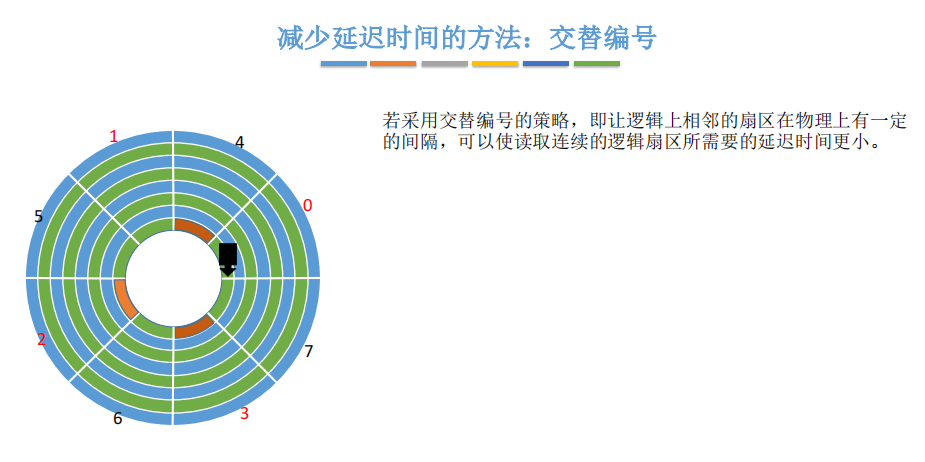 减少延迟时间的方法：交替编号
若采用交替编号的策略，即让逻辑上相邻的扇区在物理上有一定
的间隔，可以使读取连续的逻辑扇区所需要的延迟时间更小。
1
4
0
5
2
7
6
3